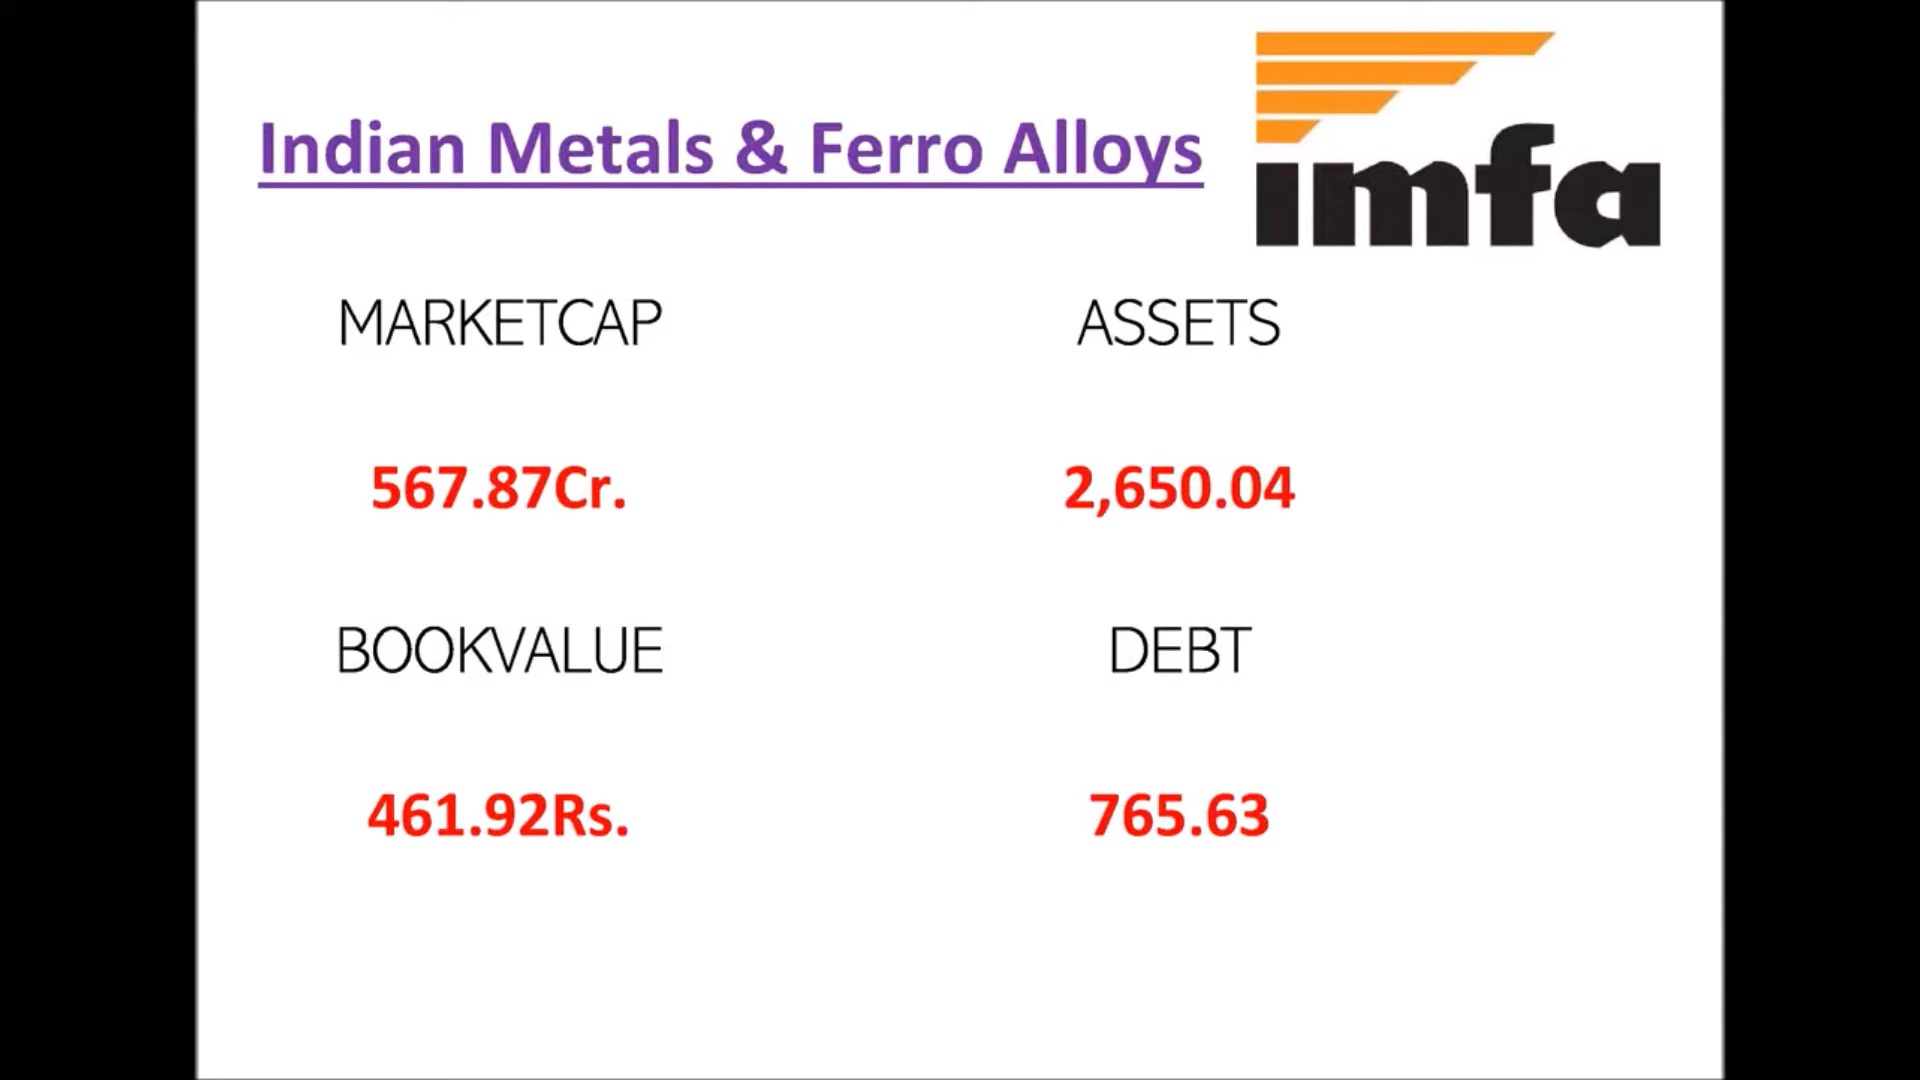 Indian Metals & Ferro Alloys
imfa
MARKETCAP
ASSETS
567.87Cr.
2,650.04
BOOKVALUE
DEBT
461.92Rs.
765.63